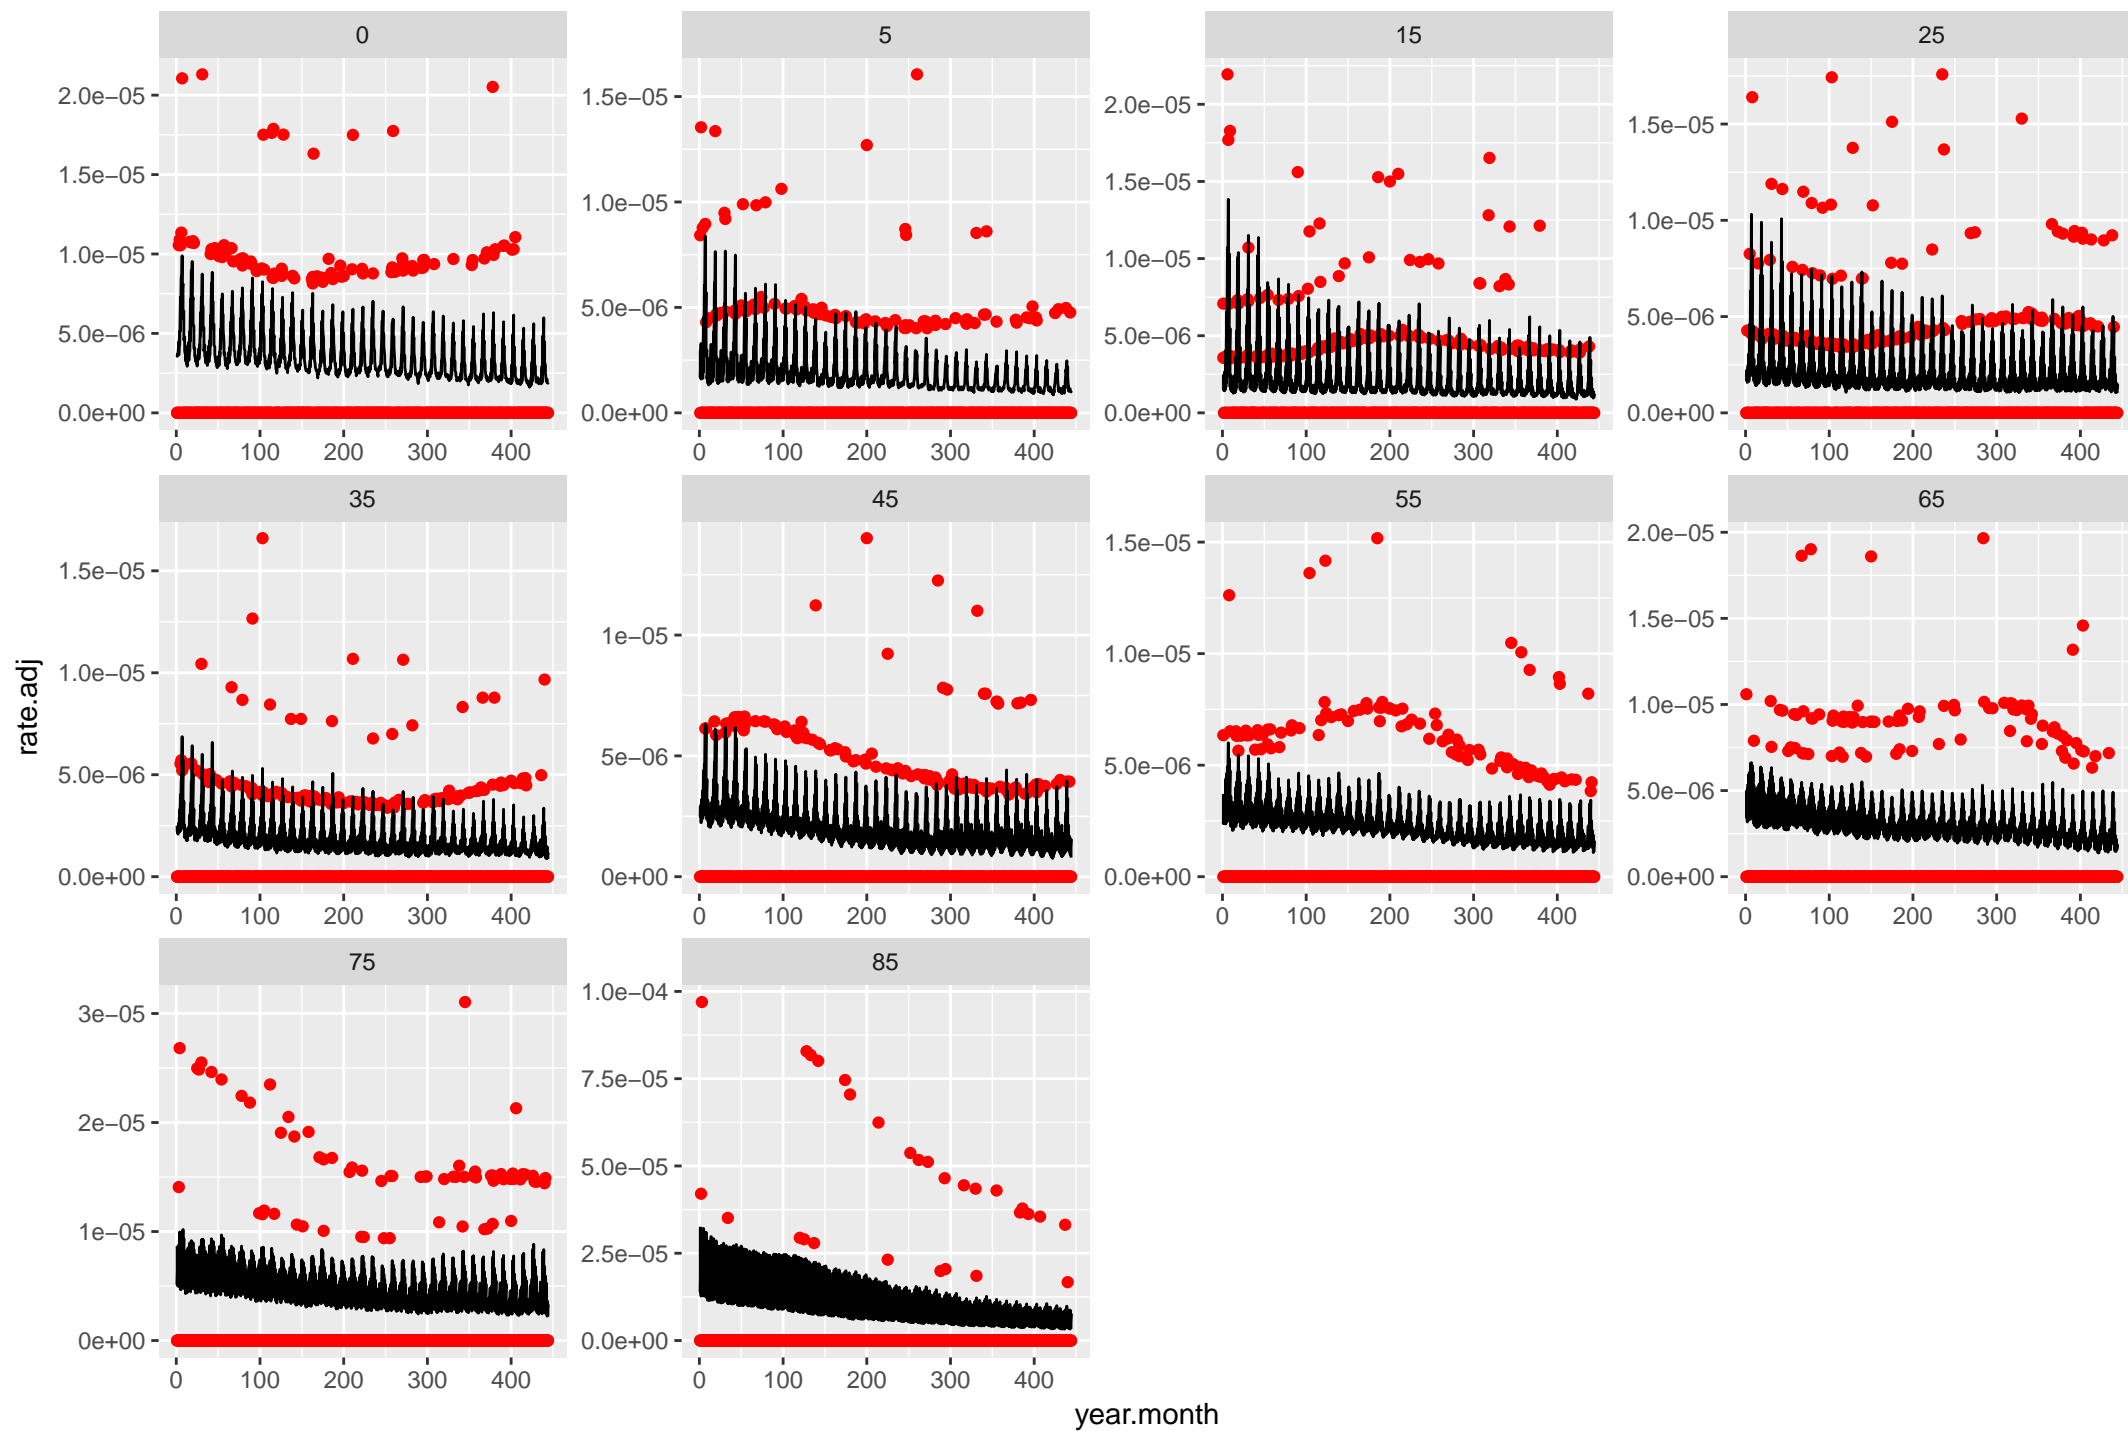 0 5 15 25
2.0e−05
1.5e−05
1.0e−05
5.0e−06
0.0e+00
1.5e−05
1.0e−05
5.0e−06
0.0e+00
2.0e−05
1.5e−05
1.0e−05
5.0e−06
0.0e+00
1.5e−05
1.0e−05
5.0e−06
0.0e+00
0 100 200 300 400 0 100 200 300 400 0 100 200 300 400 0 100 200 300 400
35 45 55 65
1.5e−05
1.0e−05
5.0e−06
0.0e+00
1e−05
5e−06
0e+00
1.5e−05
1.0e−05
5.0e−06
0.0e+00
2.0e−05
1.5e−05
1.0e−05
5.0e−06
0.0e+00
0 100 200 300 400 0 100 200 300 400 0 100 200 300 400 0 100 200 300 400
75 85
3e−05
2e−05
1e−05
0e+00
1.0e−04
7.5e−05
5.0e−05
2.5e−05
0.0e+00
0 100 200 300 400 0 100 200 300 400
rate.adj
year.month